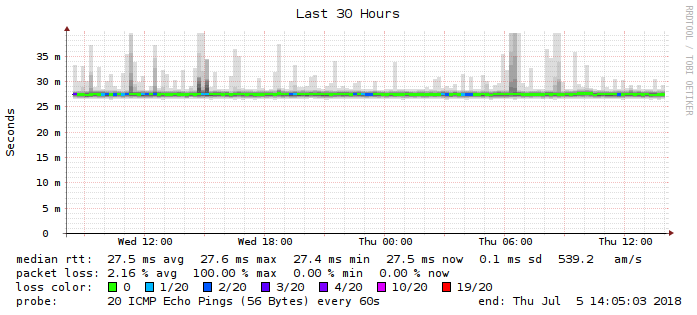 Last 30 Hours
RRDTOOL / TOBI OETIKER
Seconds
35 m
30 m
25 m
20 m
15 m
10 m
5 m
0
Wed 12:00 Wed 18:00 Thu 00:00 Thu 06:00 Thu 12:00
median rtt: 27.5 ms avg 27.6 ms max 27.4 ms min 27.5 ms now 0.1 ms sd 539.2 am/s
packet loss: 2.16 % avg 100.00 % max 0.00 % min 0.00 % now
loss color: 0 1/20 2/20 3/20 4/20 10/20 19/20
probe: 20 ICMP Echo Pings (56 Bytes) every 60s end: Thu Jul 5 14:05:03 2018